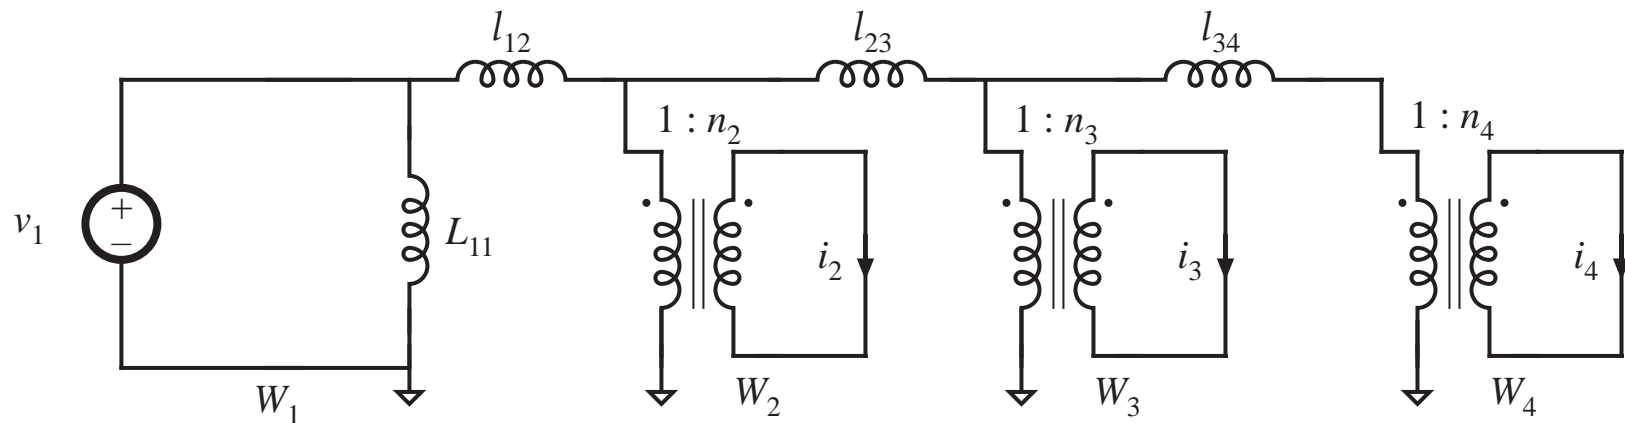 l₁₂
l₂₃
l₃₄
1 : n₂
1 : n₃
1 : n₄
v₁
+
−
L₁₁
i₂
i₃
i₄
W₁
W₂
W₃
W₄